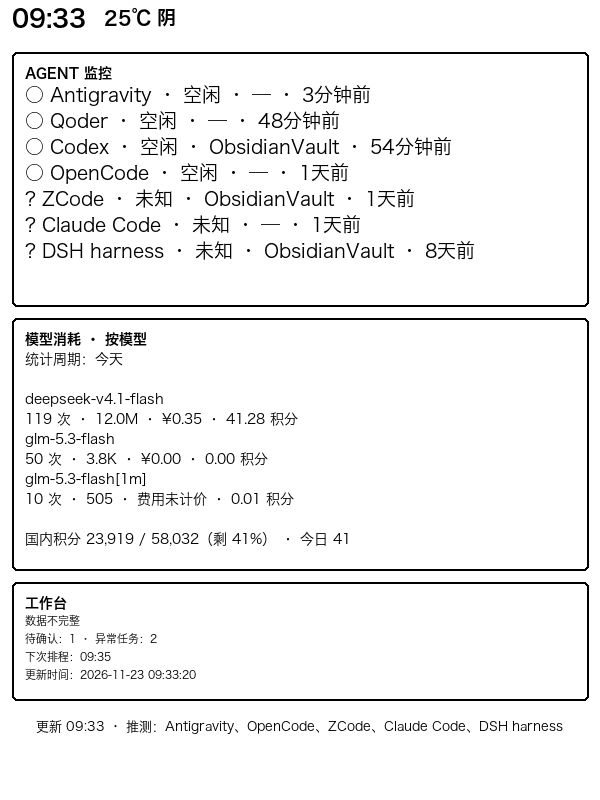 09:33 25℃ 阴
AGENT 监控
○ Antigravity · 空闲 · — · 3分钟前
○ Qoder · 空闲 · — · 48分钟前
○ Codex · 空闲 · ObsidianVault · 54分钟前
○ OpenCode · 空闲 · — · 1天前
? ZCode · 未知 · ObsidianVault · 1天前
? Claude Code · 未知 · — · 1天前
? DSH harness · 未知 · ObsidianVault · 8天前
模型消耗 · 按模型
统计周期：今天
deepseek-v4.1-flash
119 次 · 12.0M · ¥0.35 · 41.28 积分
glm-5.3-flash
50 次 · 3.8K · ¥0.00 · 0.00 积分
glm-5.3-flash[1m]
10 次 · 505 · 费用未计价 · 0.01 积分
国内积分 23,919 / 58,032（剩 41%） · 今日 41
工作台
数据不完整
待确认：1 · 异常任务：2
下次排程：09:35
更新时间：2026-11-23 09:33:20
更新 09:33 · 推测：Antigravity、OpenCode、ZCode、Claude Code、DSH harness